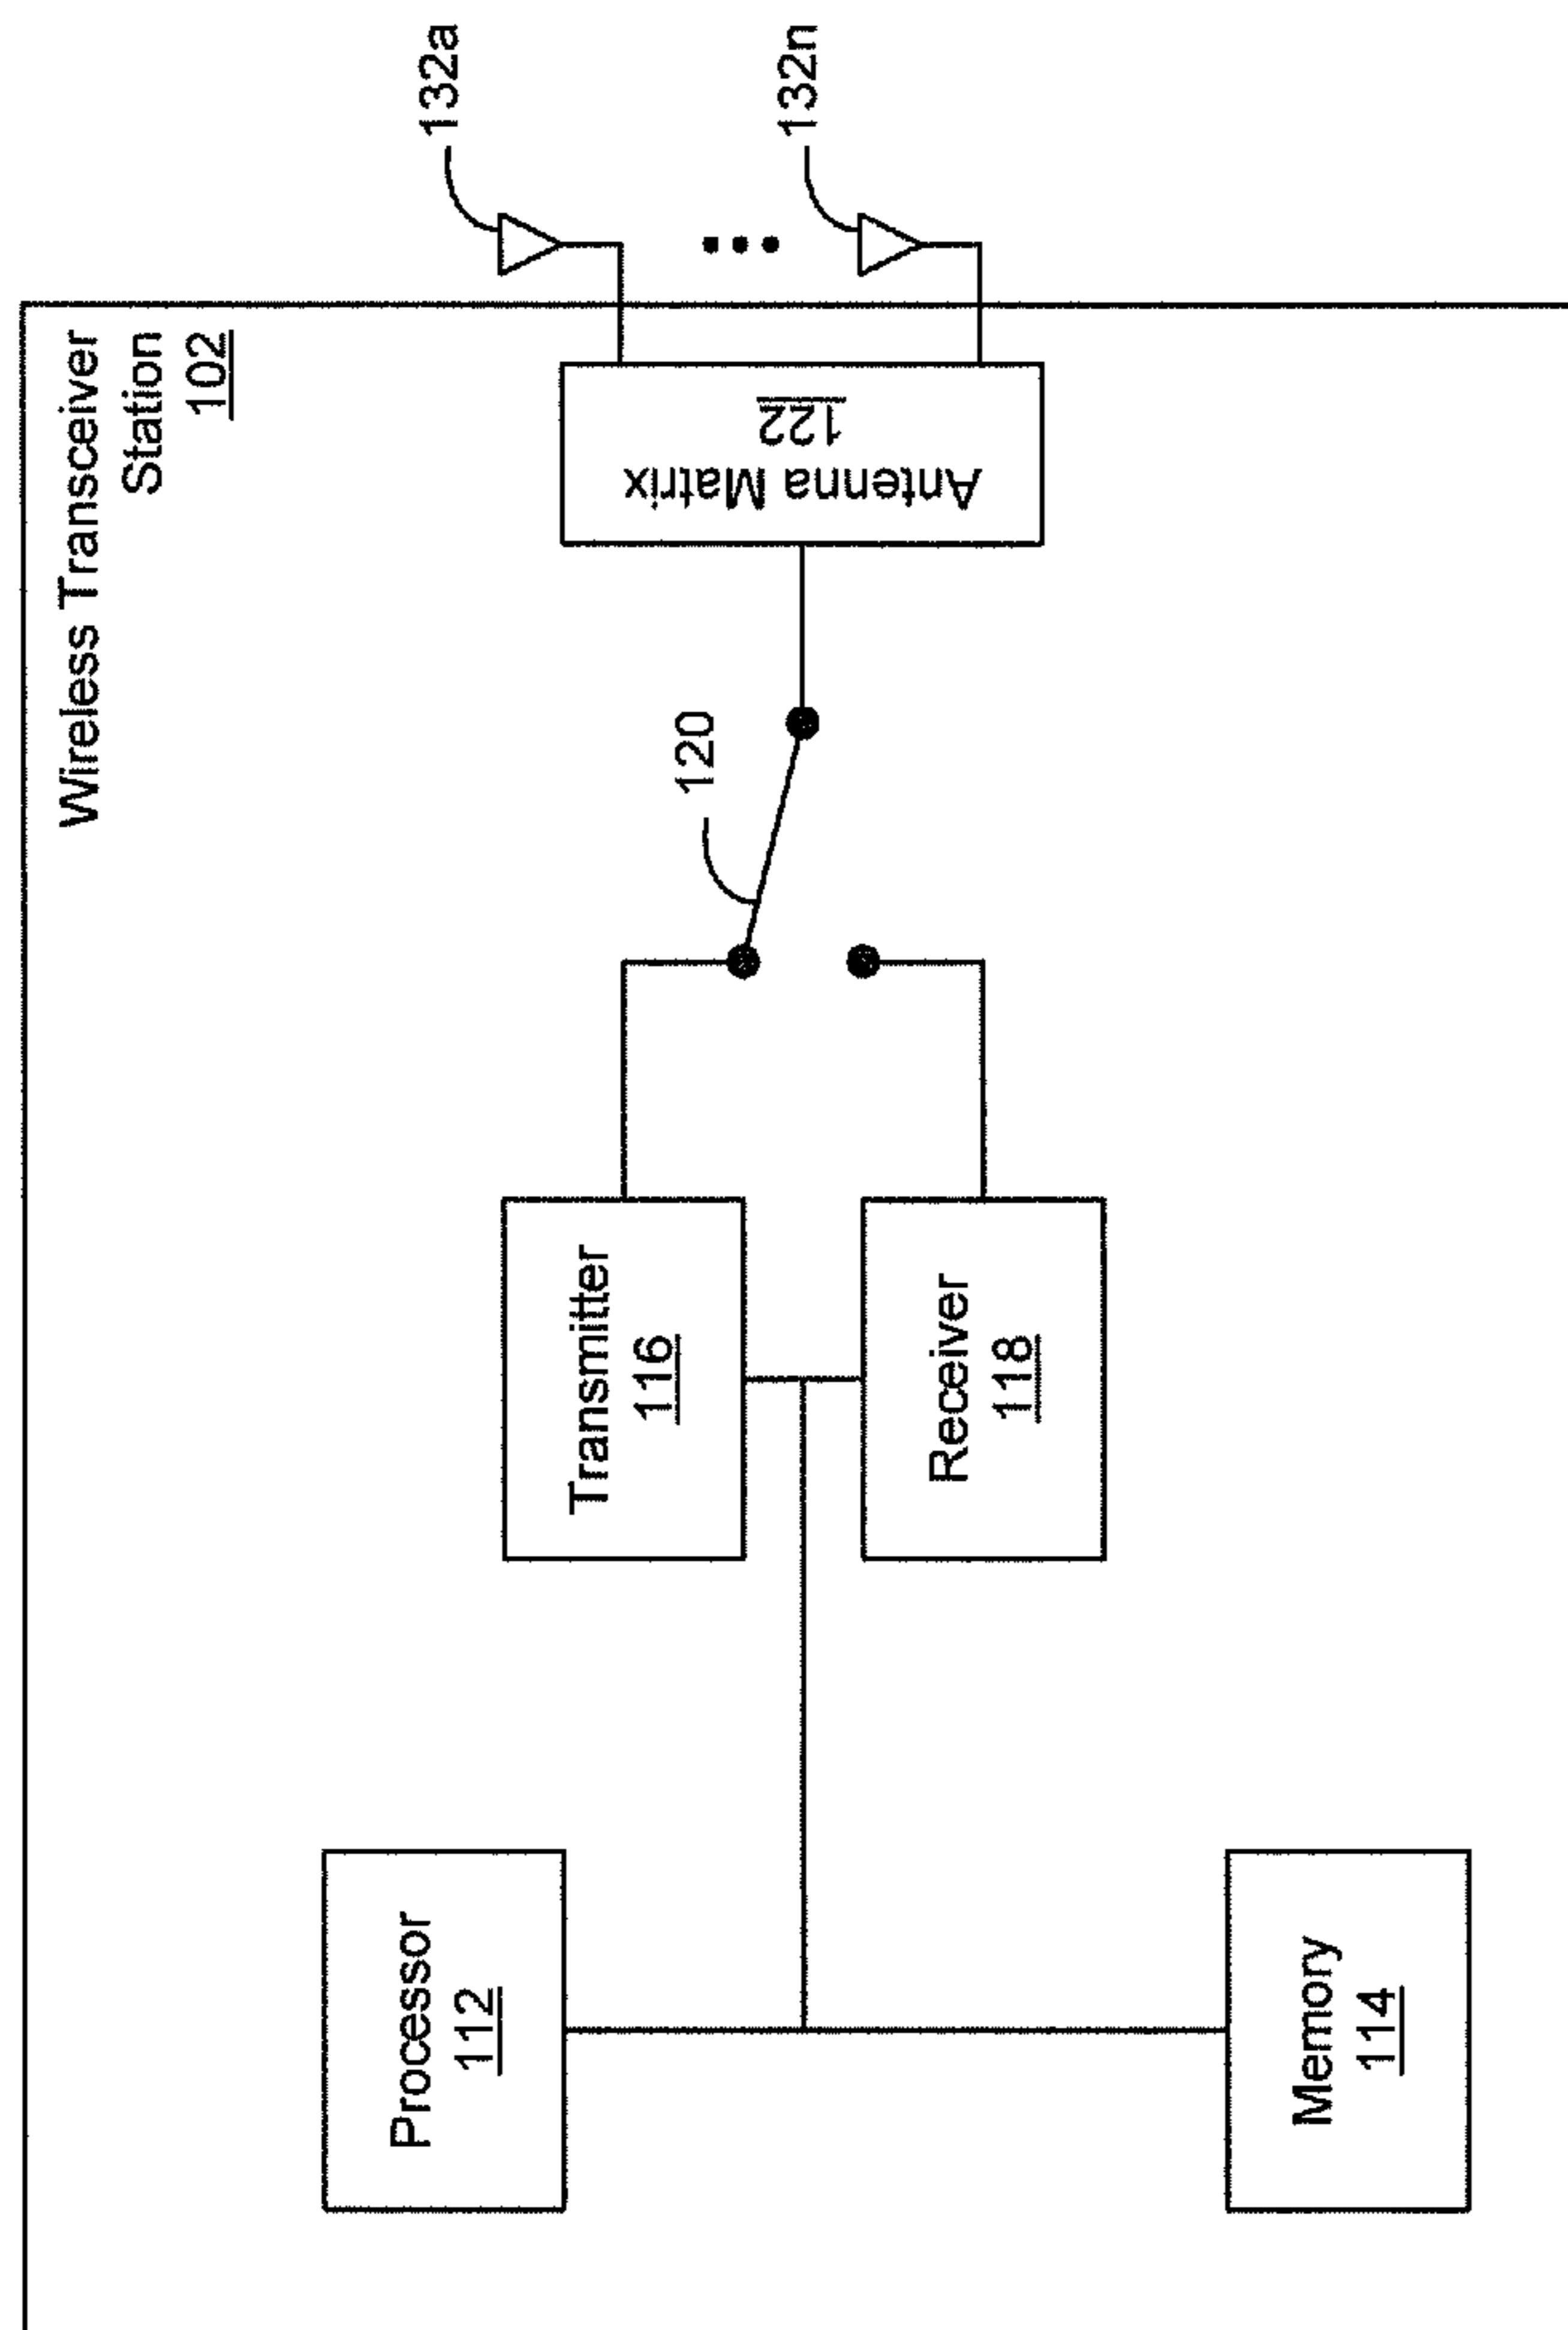 Wireless Transceiver
Station
102
Processor
112
Memory
114
Transmitter
116
Receiver
118
120
Antenna Matrix
122
132a
132n